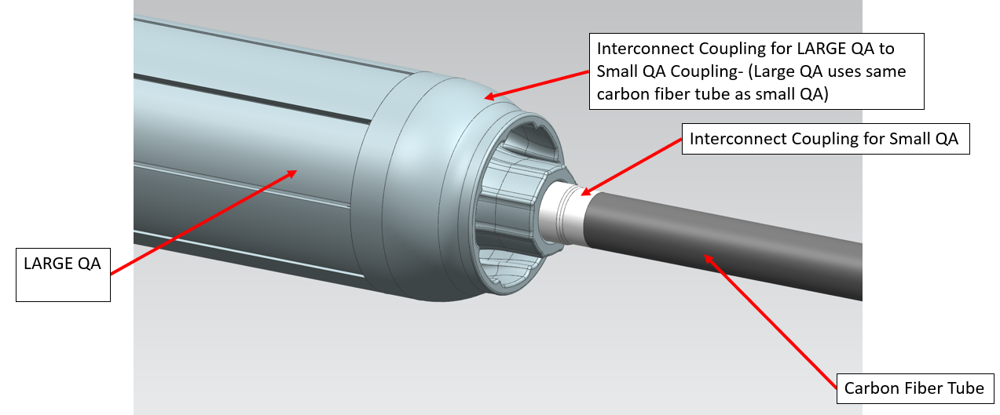 Interconnect Coupling for LARGE QA to
Small QA Coupling- (Large QA uses same
carbon fiber tube as small QA)
Interconnect Coupling for Small QA
LARGE QA
Carbon Fiber Tube